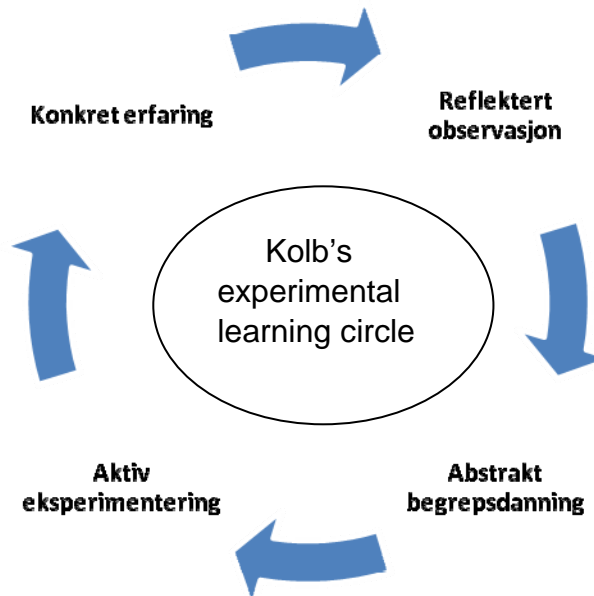 Konkret erfaring
Reflektert
observasjon
Kolb's
experimental
learning circle
Aktiv
eksperimentering
Abstrakt
begrepsdanning